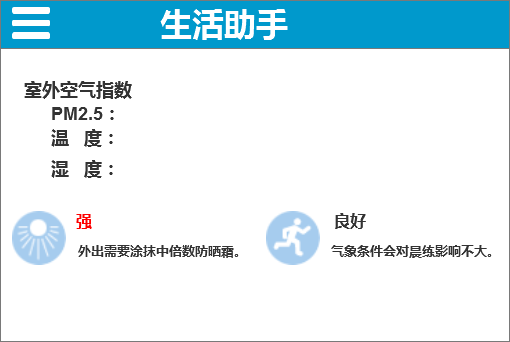 生活助手
室外空气指数
PM2.5：
温 度：
湿 度：
强
外出需要涂抹中倍数防晒霜。
良好
气象条件会对晨练影响不大。